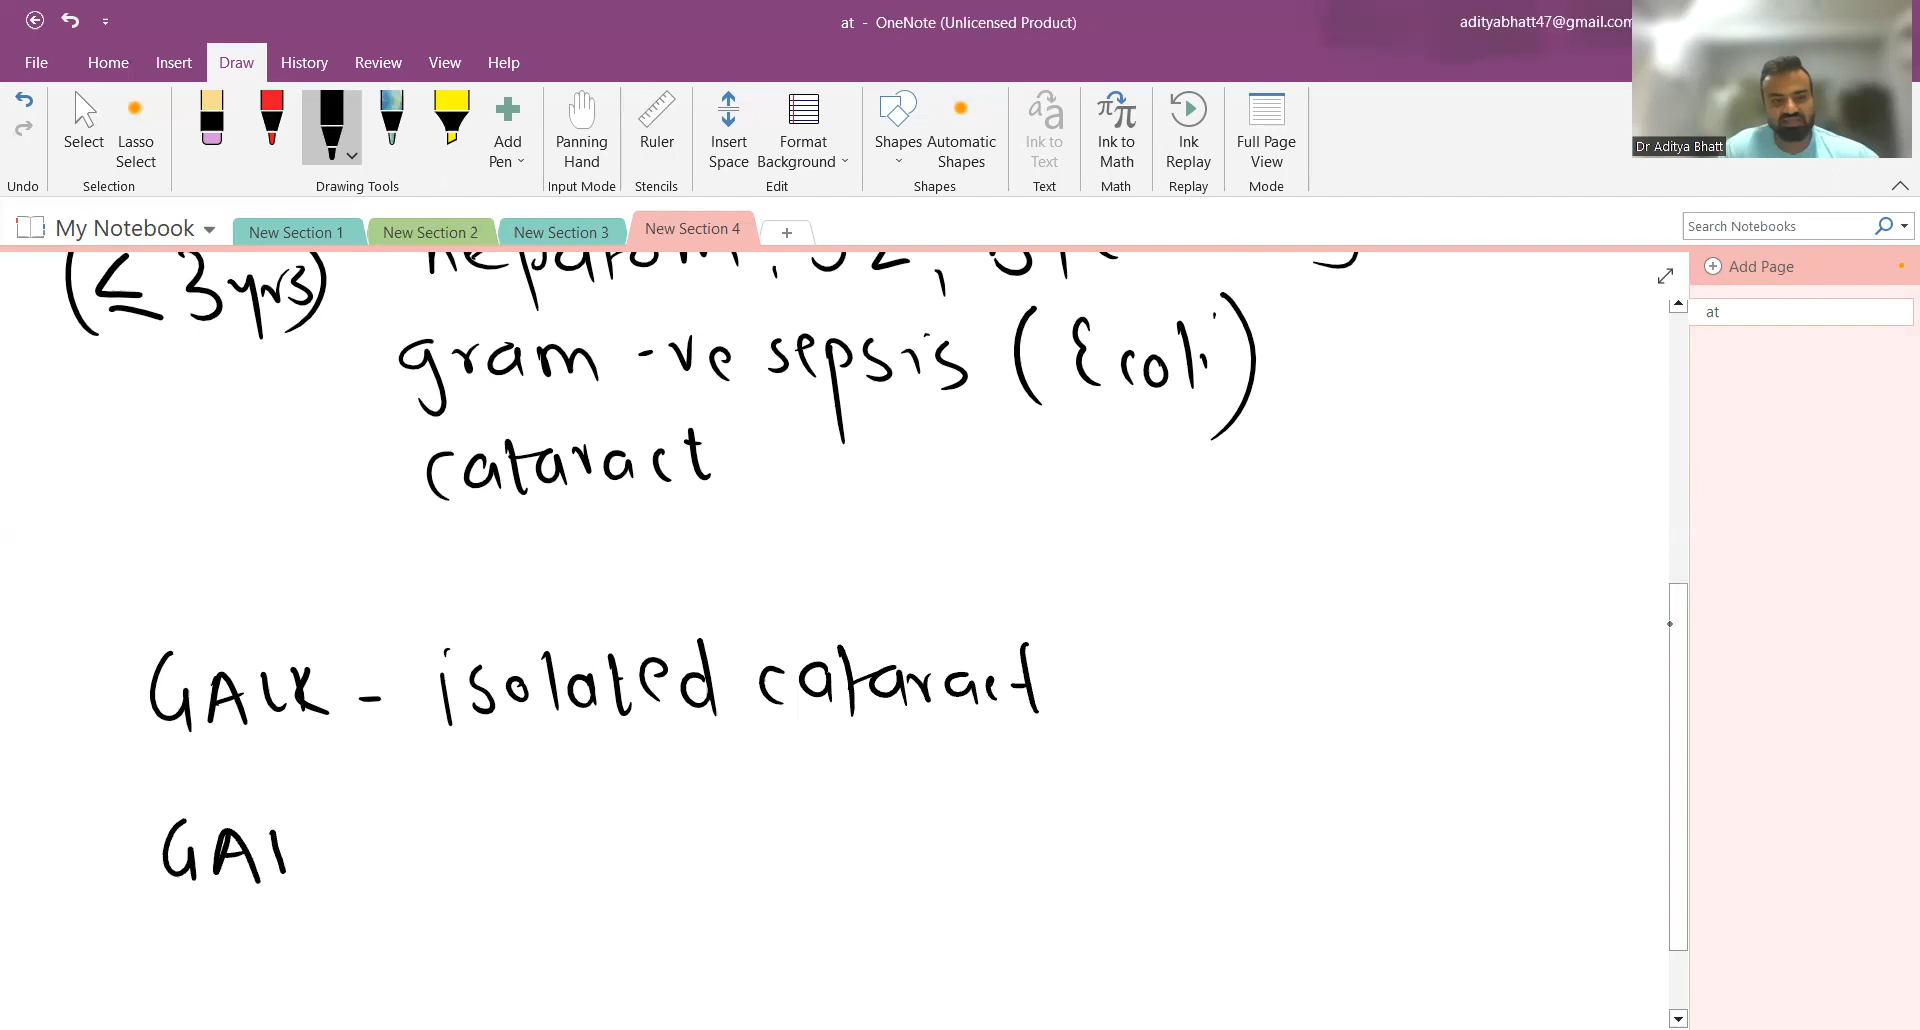 at - OneNote (Unlicensed Product)
adityabhatt47@gmail.com
File Home Insert Draw History Review View Help
Select
Lasso Select
Add Pen
Panning Hand
Ruler
Insert Space
Format Background
Shapes
Automatic Shapes
Ink to Text
Ink to Math
Ink Replay
Full Page View
Undo Selection Drawing Tools Input Mode Stencils Edit Shapes Text Math Replay Mode
Dr Aditya Bhatt
My Notebook New Section 1 New Section 2 New Section 3 New Section 4
Search Notebooks
Add Page
at
(≤ 3yrs)
gram -ve sepsis (E coli)
cataract
GALK - isolated cataract
GAL